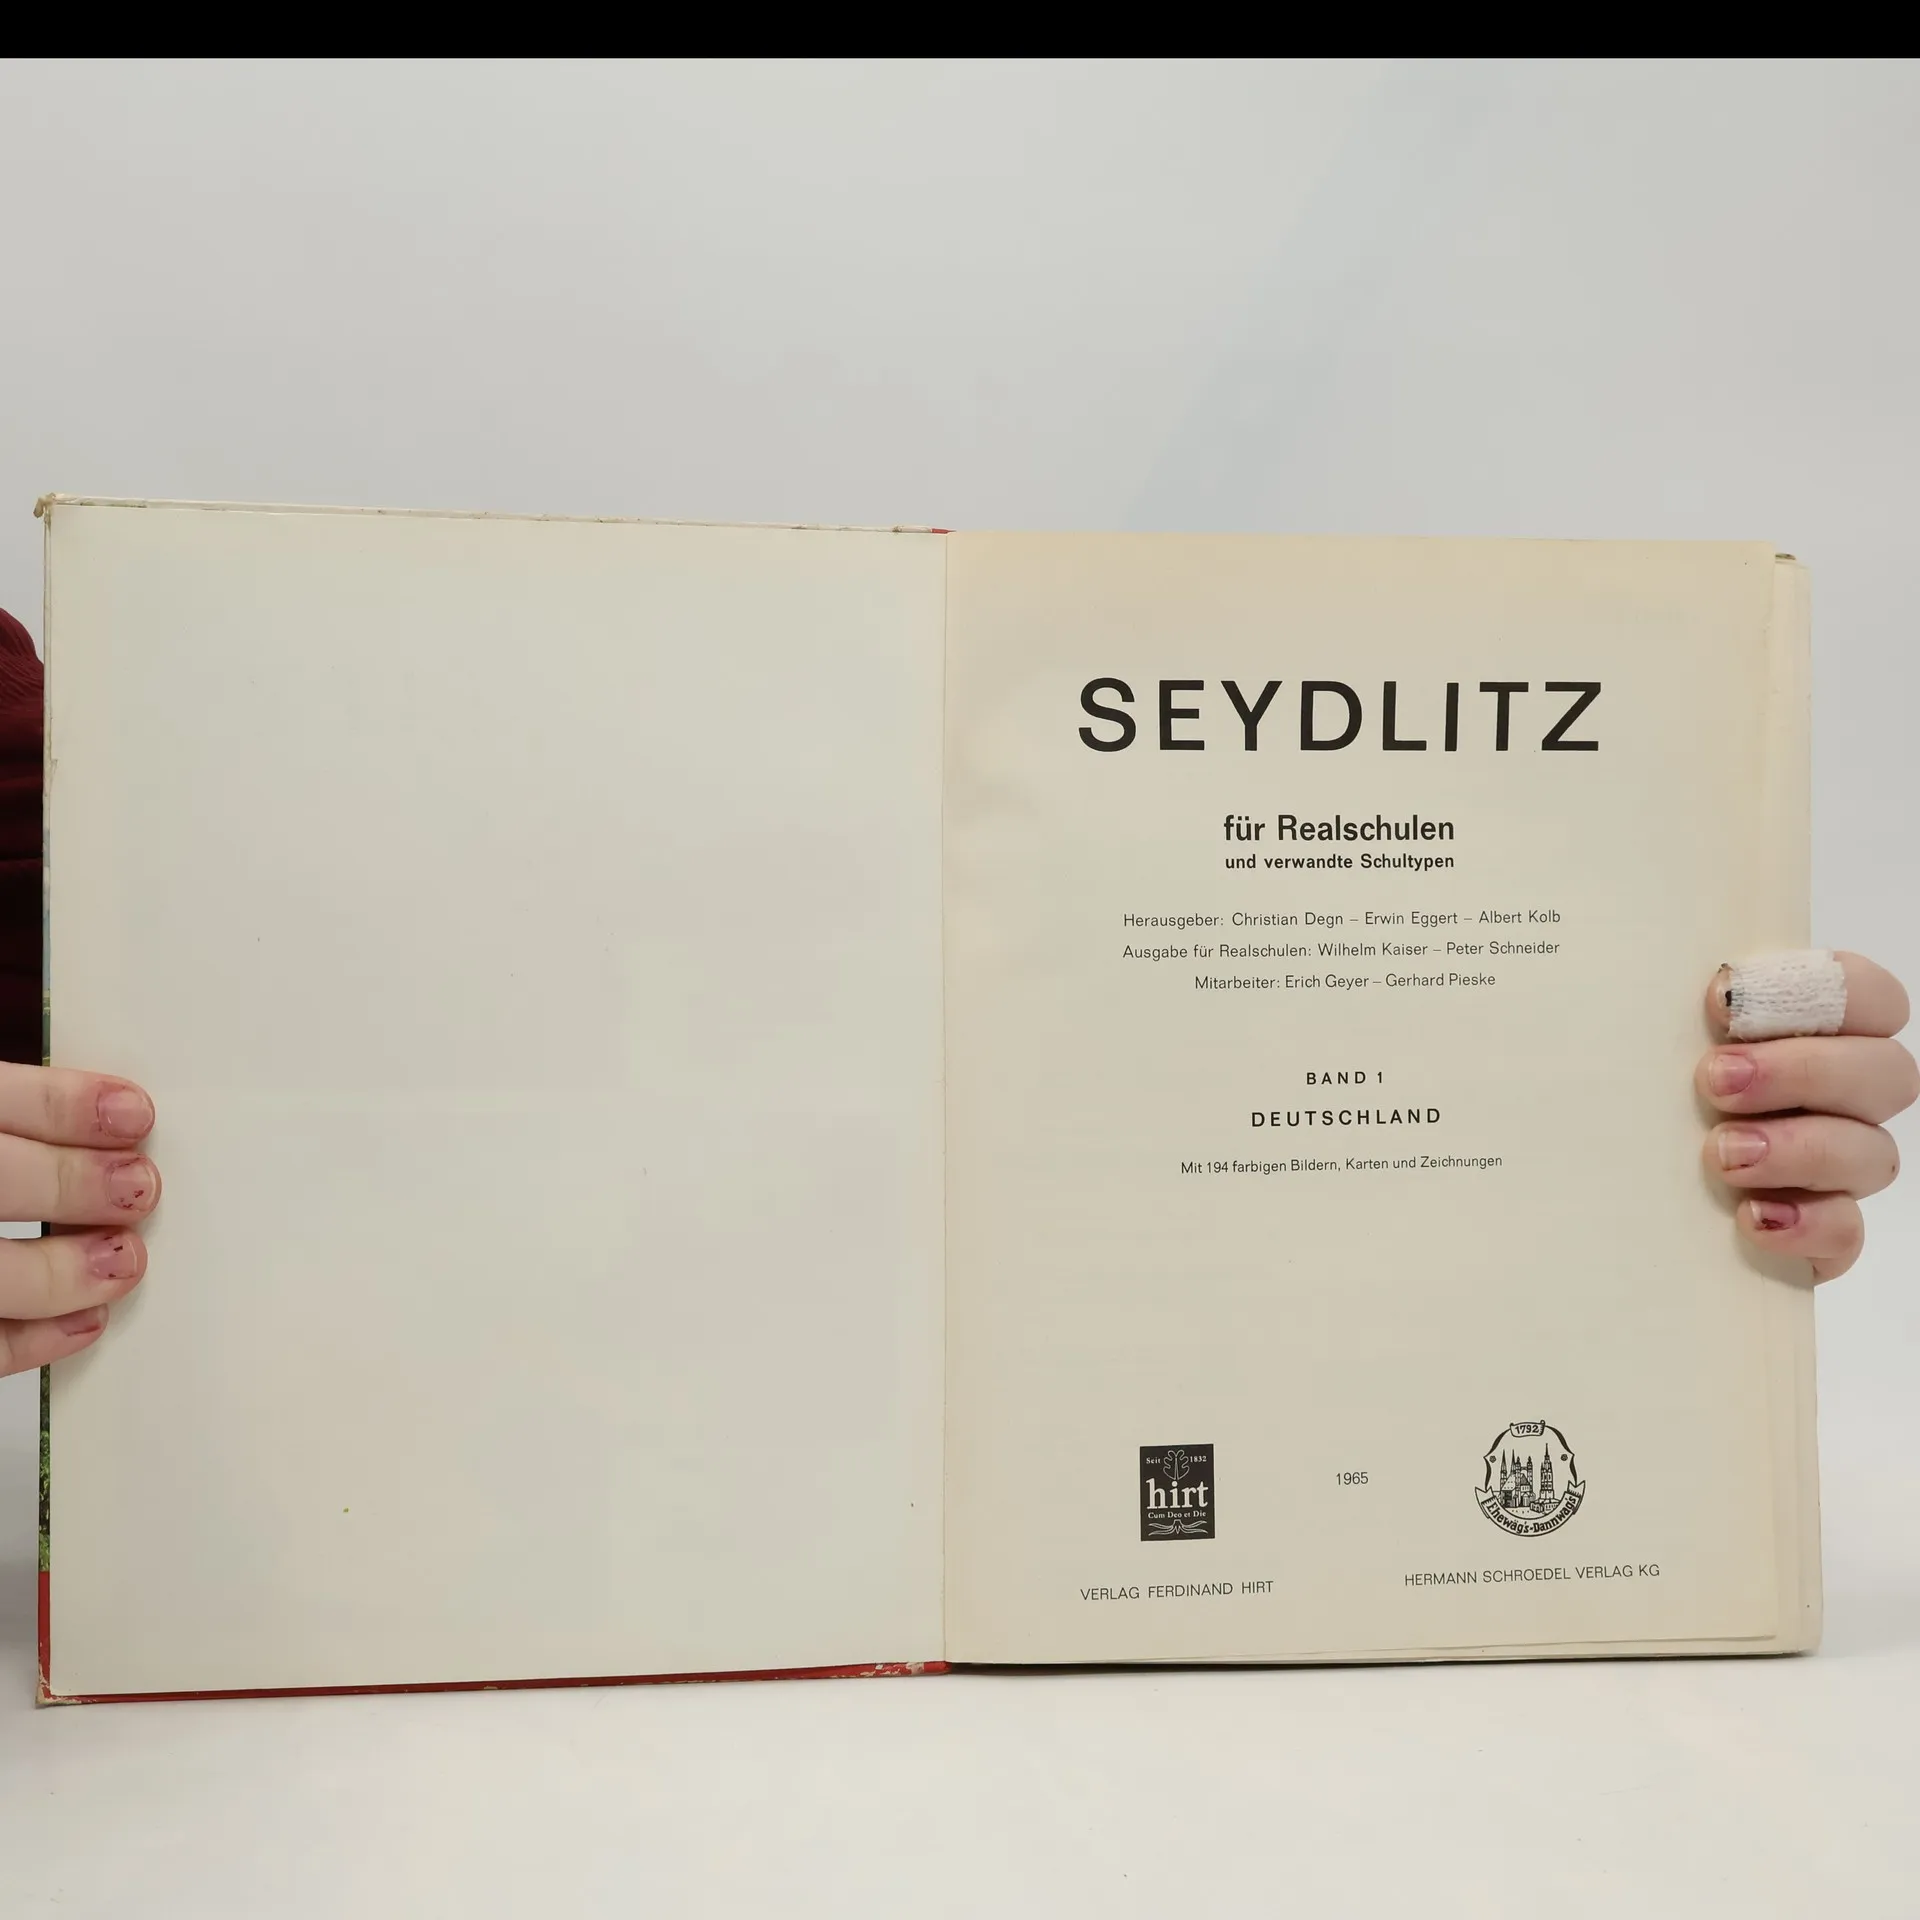 SEYDLITZ
für Realschulen
und verwandte Schultypen
Herausgeber: Christian Degn – Erwin Eggert – Albert Kolb
Ausgabe für Realschulen: Wilhelm Kaiser – Peter Schneider
Mitarbeiter: Erich Geyer – Gerhard Pieske
BAND 1
DEUTSCHLAND
Mit 194 farbigen Bildern, Karten und Zeichnungen
Seit 1832
hirt
Cum Deo et Die
1965
1792
Ehewäg's-Dannwäg's
VERLAG FERDINAND HIRT
HERMANN SCHROEDEL VERLAG KG